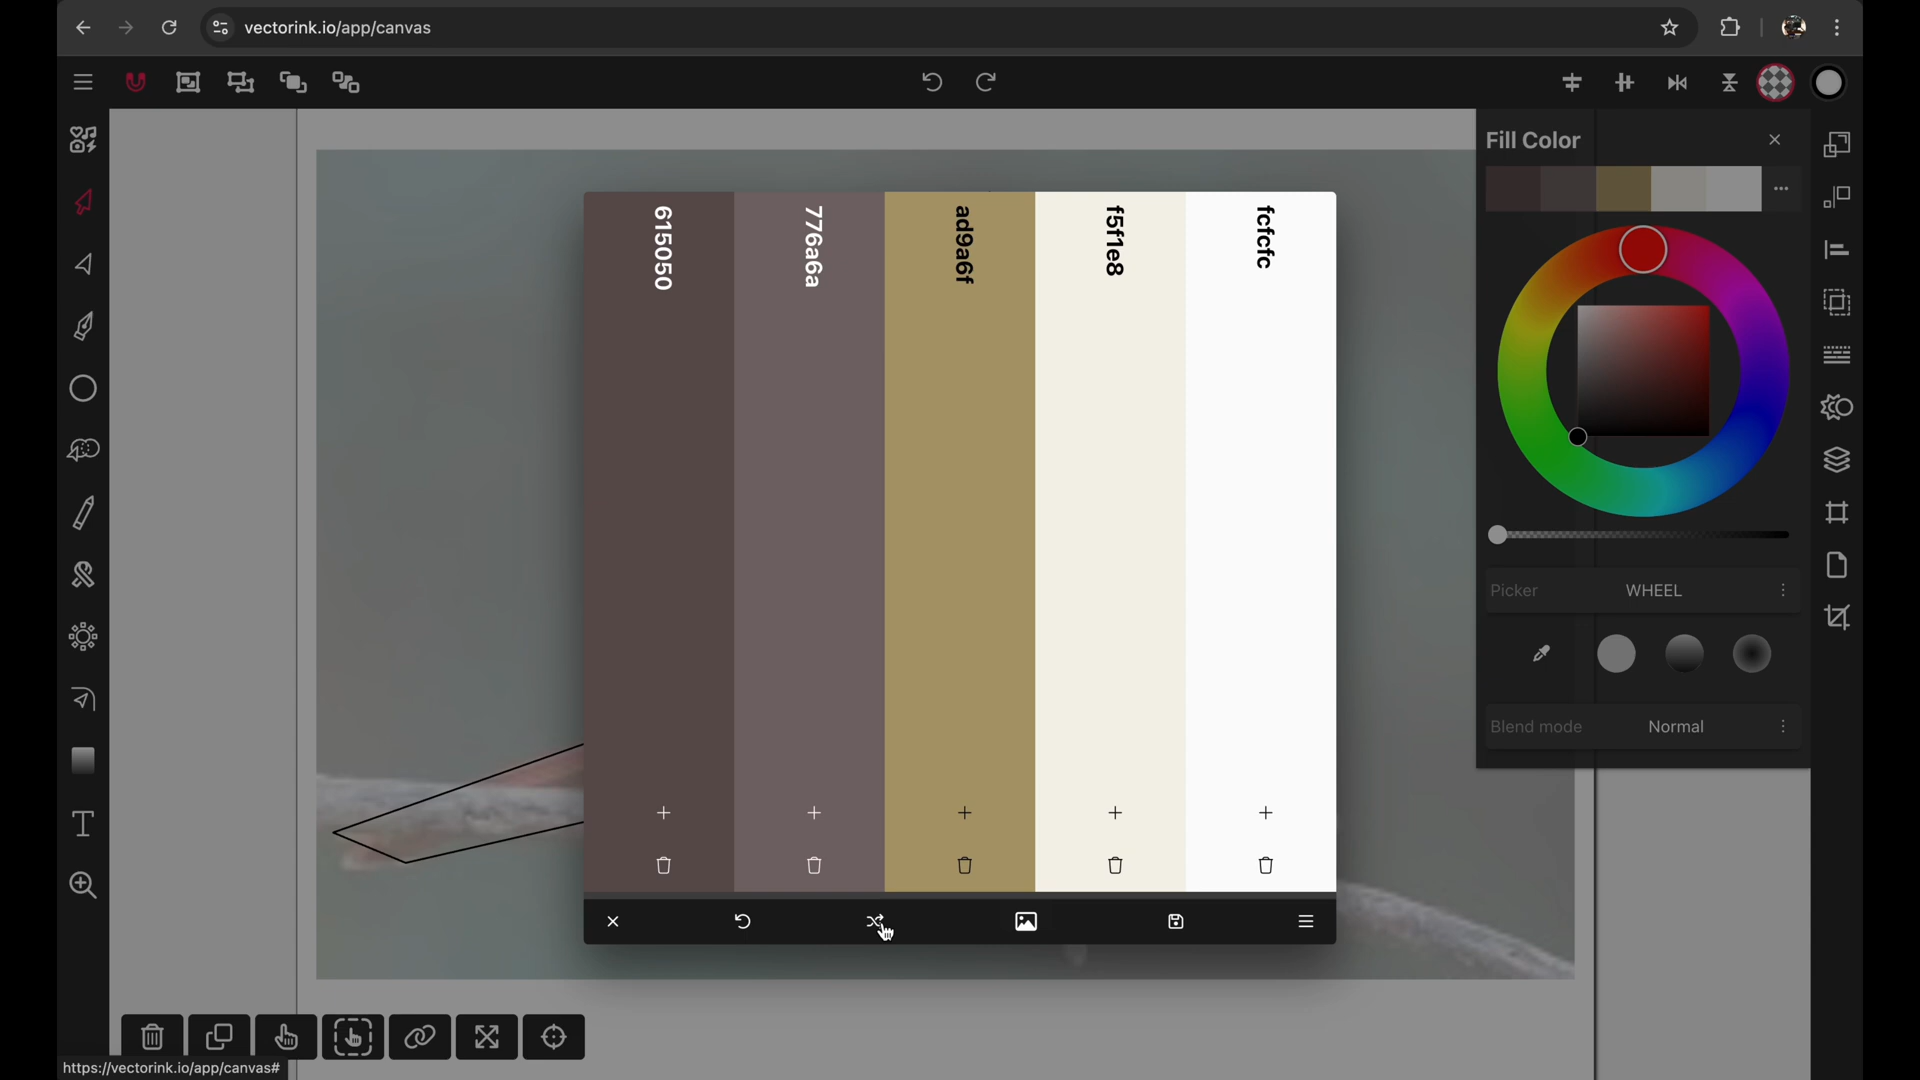 vectorink.io/app/canvas
Fill Color
615050
776a6a
ad9a6f
f5f1e8
fcfcfc
Picker WHEEL
Blend mode Normal
https://vectorink.io/app/canvas#